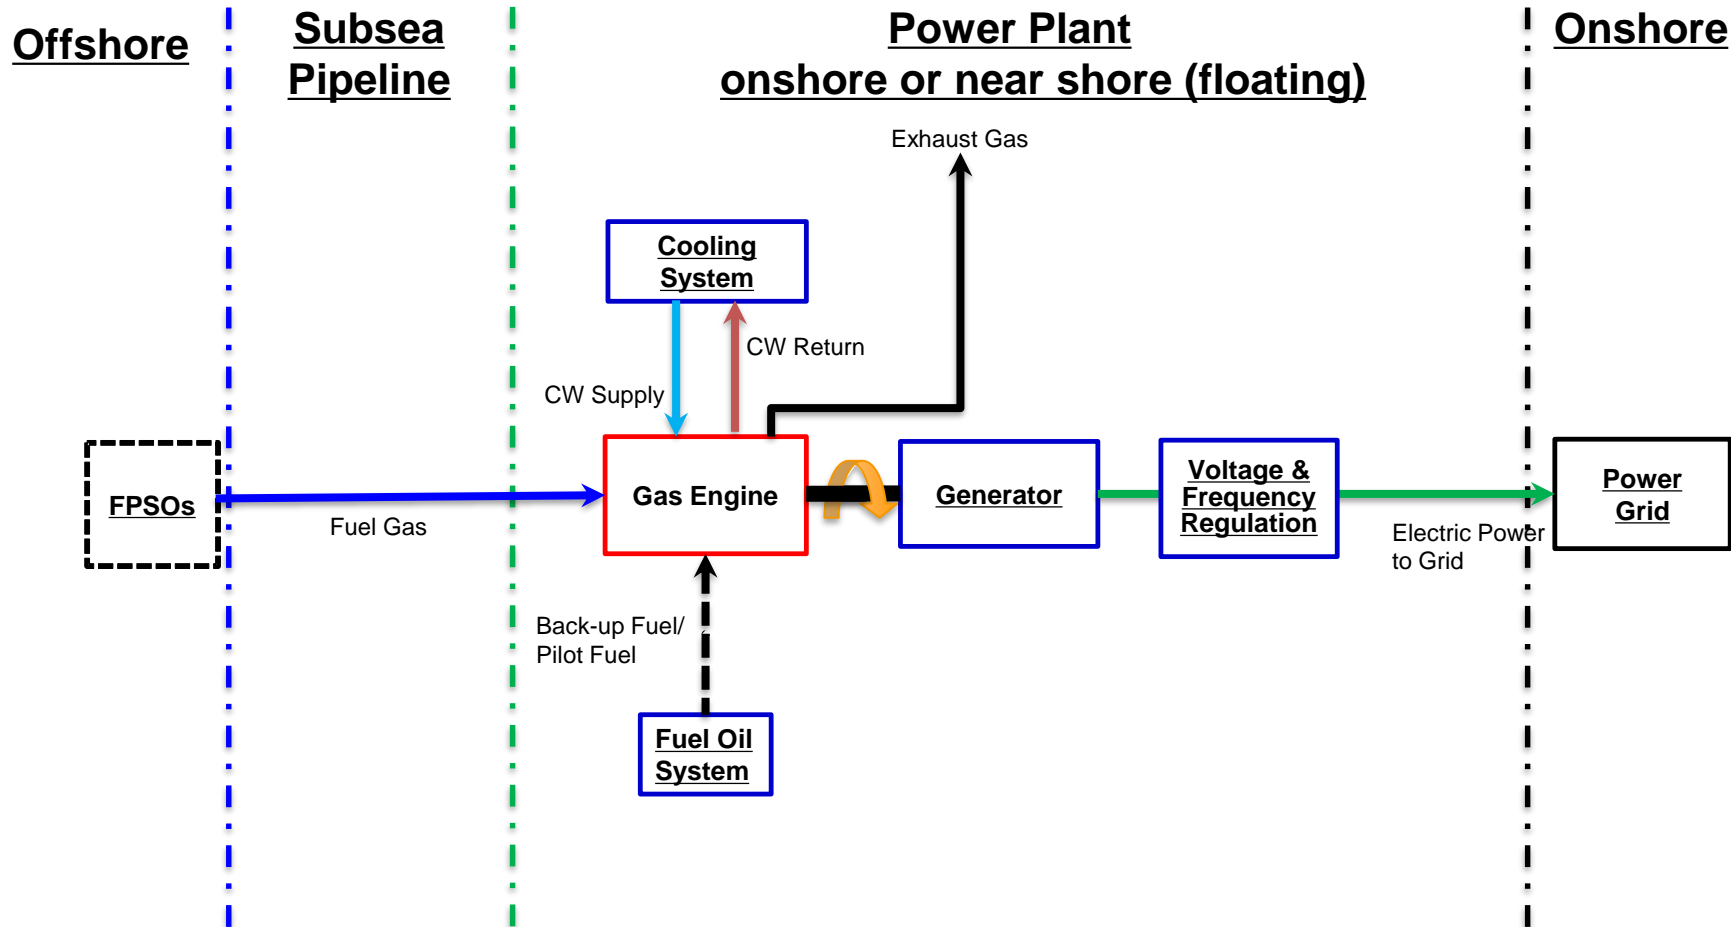 Offshore
Subsea
Pipeline
Power Plant
onshore or near shore (floating)
Onshore
Exhaust Gas
Cooling
System
CW Return
CW Supply
FPSOs
Fuel Gas
Gas Engine
Generator
Voltage &
Frequency
Regulation
Electric Power
to Grid
Power
Grid
Back-up Fuel/
Pilot Fuel
Fuel Oil
System